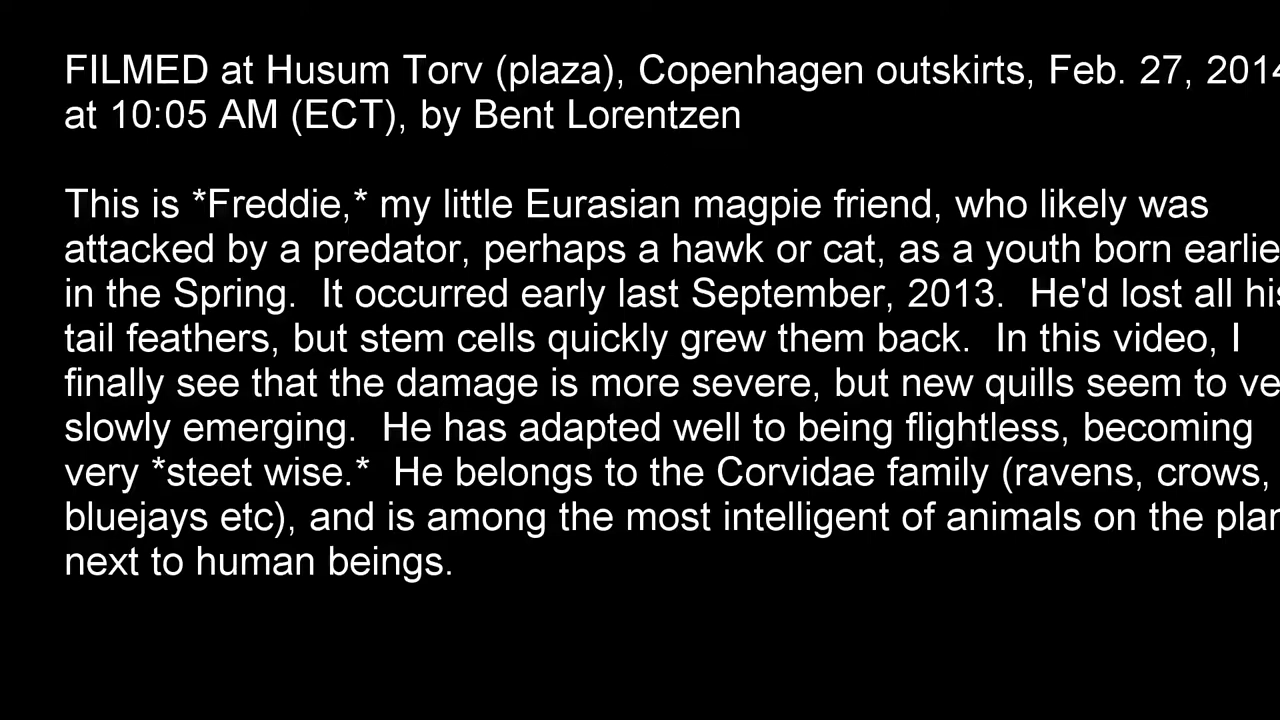 FILMED at Husum Torv (plaza), Copenhagen outskirts, Feb. 27, 2014
at 10:05 AM (ECT), by Bent Lorentzen
This is *Freddie,* my little Eurasian magpie friend, who likely was
attacked by a predator, perhaps a hawk or cat, as a youth born earlie
in the Spring.  It occurred early last September, 2013.  He'd lost all his
tail feathers, but stem cells quickly grew them back.  In this video, I
finally see that the damage is more severe, but new quills seem to ve
slowly emerging.  He has adapted well to being flightless, becoming
very *steet wise.*  He belongs to the Corvidae family (ravens, crows,
bluejays etc), and is among the most intelligent of animals on the plan
next to human beings.